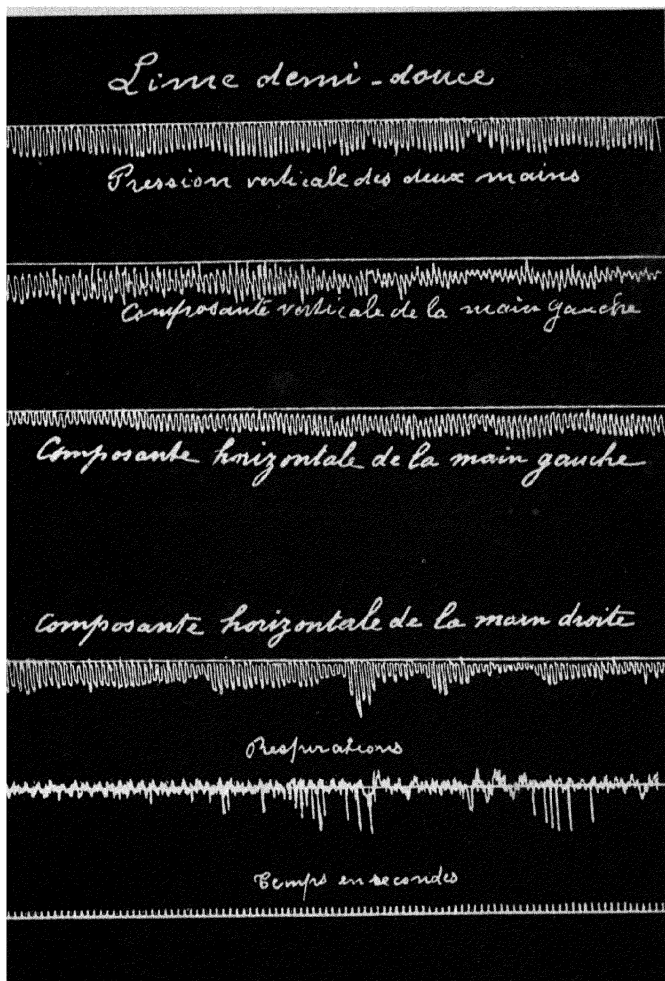 Lime demi-douce
Pression verticale des deux mains
Composante verticale de la main gauche
Composante horizontale de la main gauche
Composante horizontale de la main droite
Respirations
Temps en secondes